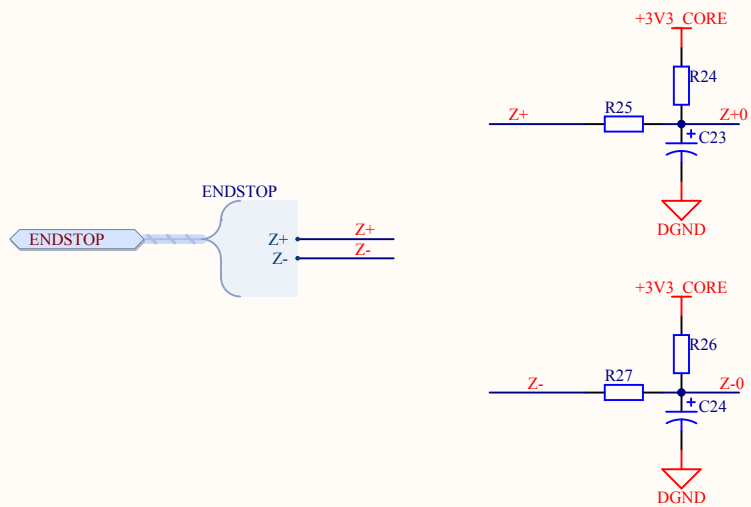 +3V3_CORE
R24
Z+
R25
Z+0
+
C23
DGND
ENDSTOP
ENDSTOP
Z+
Z+
Z-
Z-
+3V3_CORE
R26
Z-
R27
Z-0
+
C24
DGND